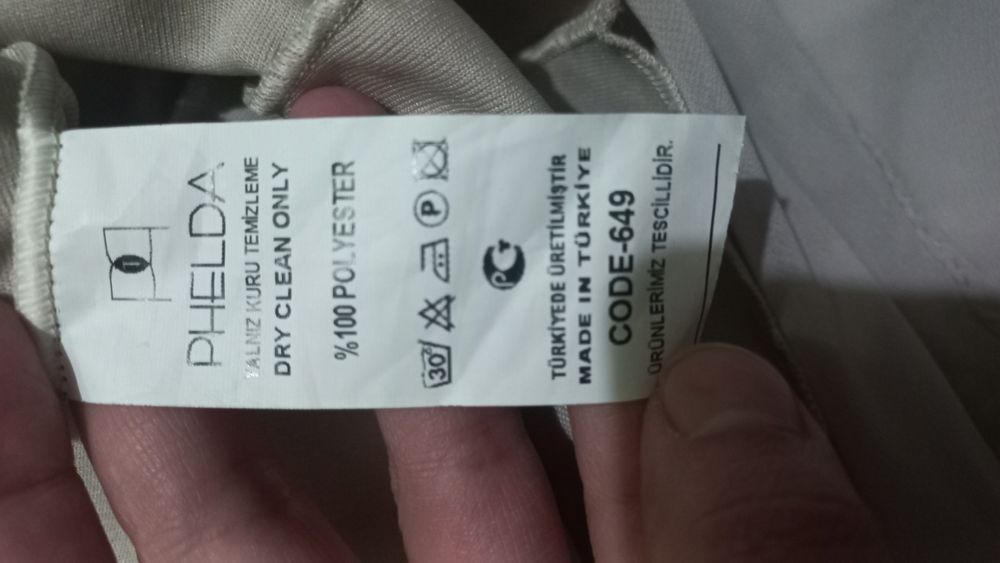 PHELDA
YALNIZ KURU TEMİZLEME
DRY CLEAN ONLY
%100 POLYESTER
30° P
PCT
TÜRKİYEDE ÜRETİLMİŞTİR
MADE IN TÜRKİYE
CODE-649
ÜRÜNLERİMİZ TESCİLLİDİR.